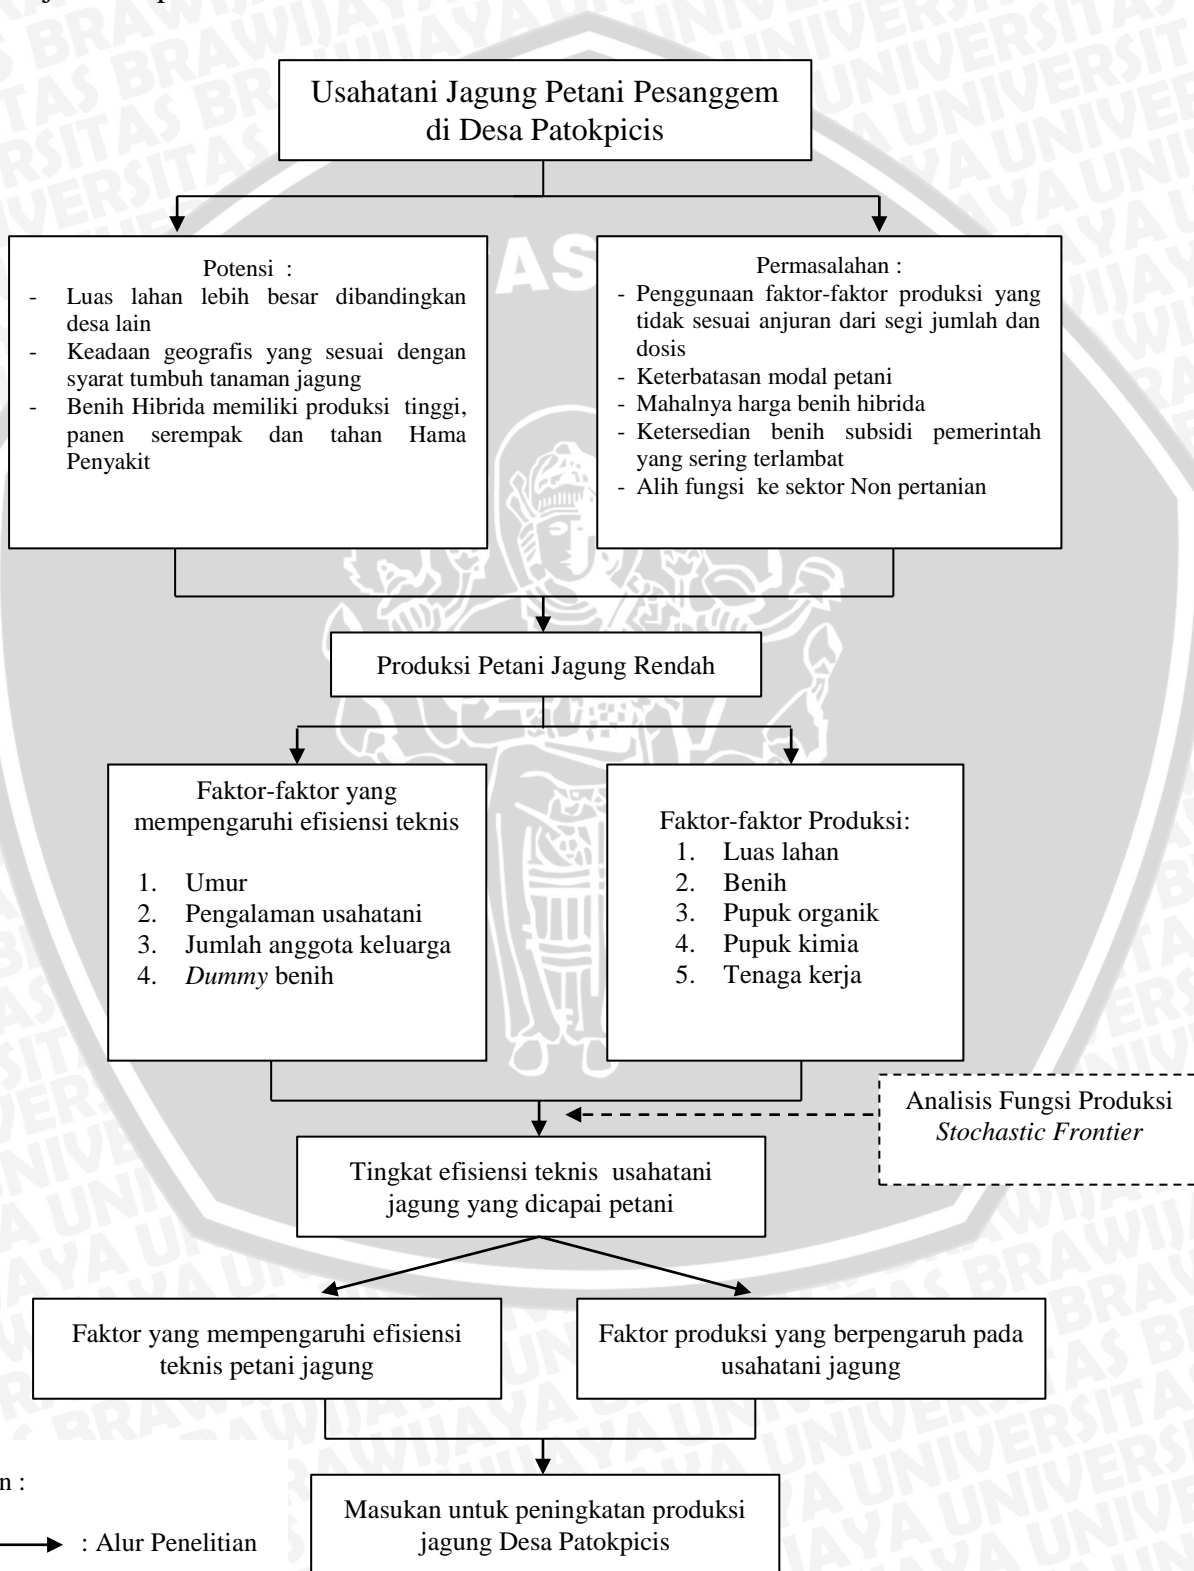 Usahatani Jagung Petani Pesanggem
di Desa Patokpicis
Potensi :
- Luas lahan lebih besar dibandingkan
desa lain
- Keadaan geografis yang sesuai dengan
syarat tumbuh tanaman jagung
- Benih Hibrida memiliki produksi tinggi,
panen serempak dan tahan Hama
Penyakit
Permasalahan :
- Penggunaan faktor-faktor produksi yang
tidak sesuai anjuran dari segi jumlah dan
dosis
- Keterbatasan modal petani
- Mahalnya harga benih hibrida
- Ketersedian benih subsidi pemerintah
yang sering terlambat
- Alih fungsi ke sektor Non pertanian
Produksi Petani Jagung Rendah
Faktor-faktor yang
mempengaruhi efisiensi teknis
1. Umur
2. Pengalaman usahatani
3. Jumlah anggota keluarga
4. Dummy benih
Faktor-faktor Produksi:
1. Luas lahan
2. Benih
3. Pupuk organik
4. Pupuk kimia
5. Tenaga kerja
Analisis Fungsi Produksi
Stochastic Frontier
Tingkat efisiensi teknis usahatani
jagung yang dicapai petani
Faktor yang mempengaruhi efisiensi
teknis petani jagung
Faktor produksi yang berpengaruh pada
usahatani jagung
Masukan untuk peningkatan produksi
jagung Desa Patokpicis
n :
: Alur Penelitian